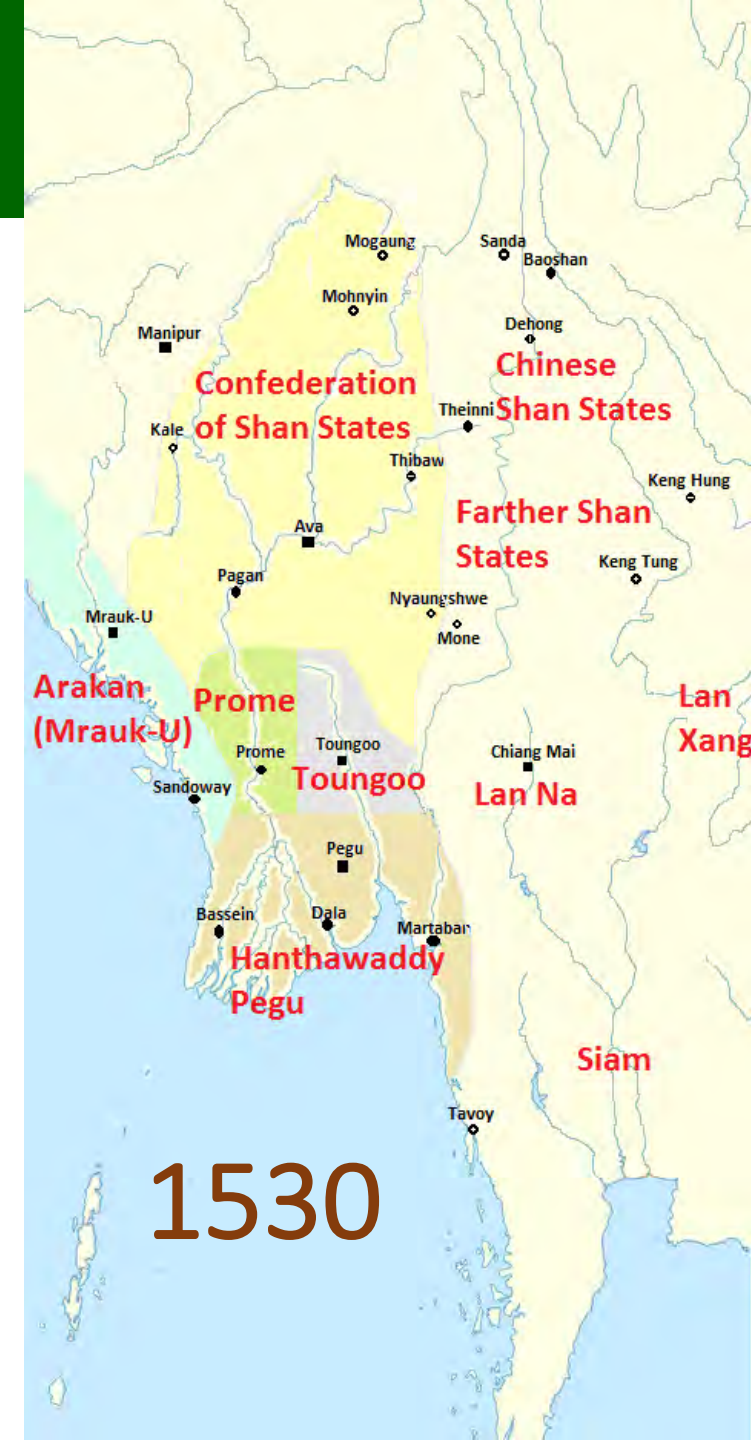 Mogaung
Sanda
Baoshan
Mohnyin
Manipur
Dehong
Chinese
Shan States
Confederation
of Shan States
Theinni
Kale
Thibaw
Keng Hung
Farther Shan
States
Ava
Keng Tung
Pagan
Nyaungshwe
Mone
Mrauk-U
Arakan
(Mrauk-U)
Prome
Lan
Xang
Toungoo
Prome
Chiang Mai
Toungoo
Sandoway
Lan Na
Pegu
Bassein
Dala
Martaban
Hanthawaddy
Pegu
Siam
Tavoy
1530